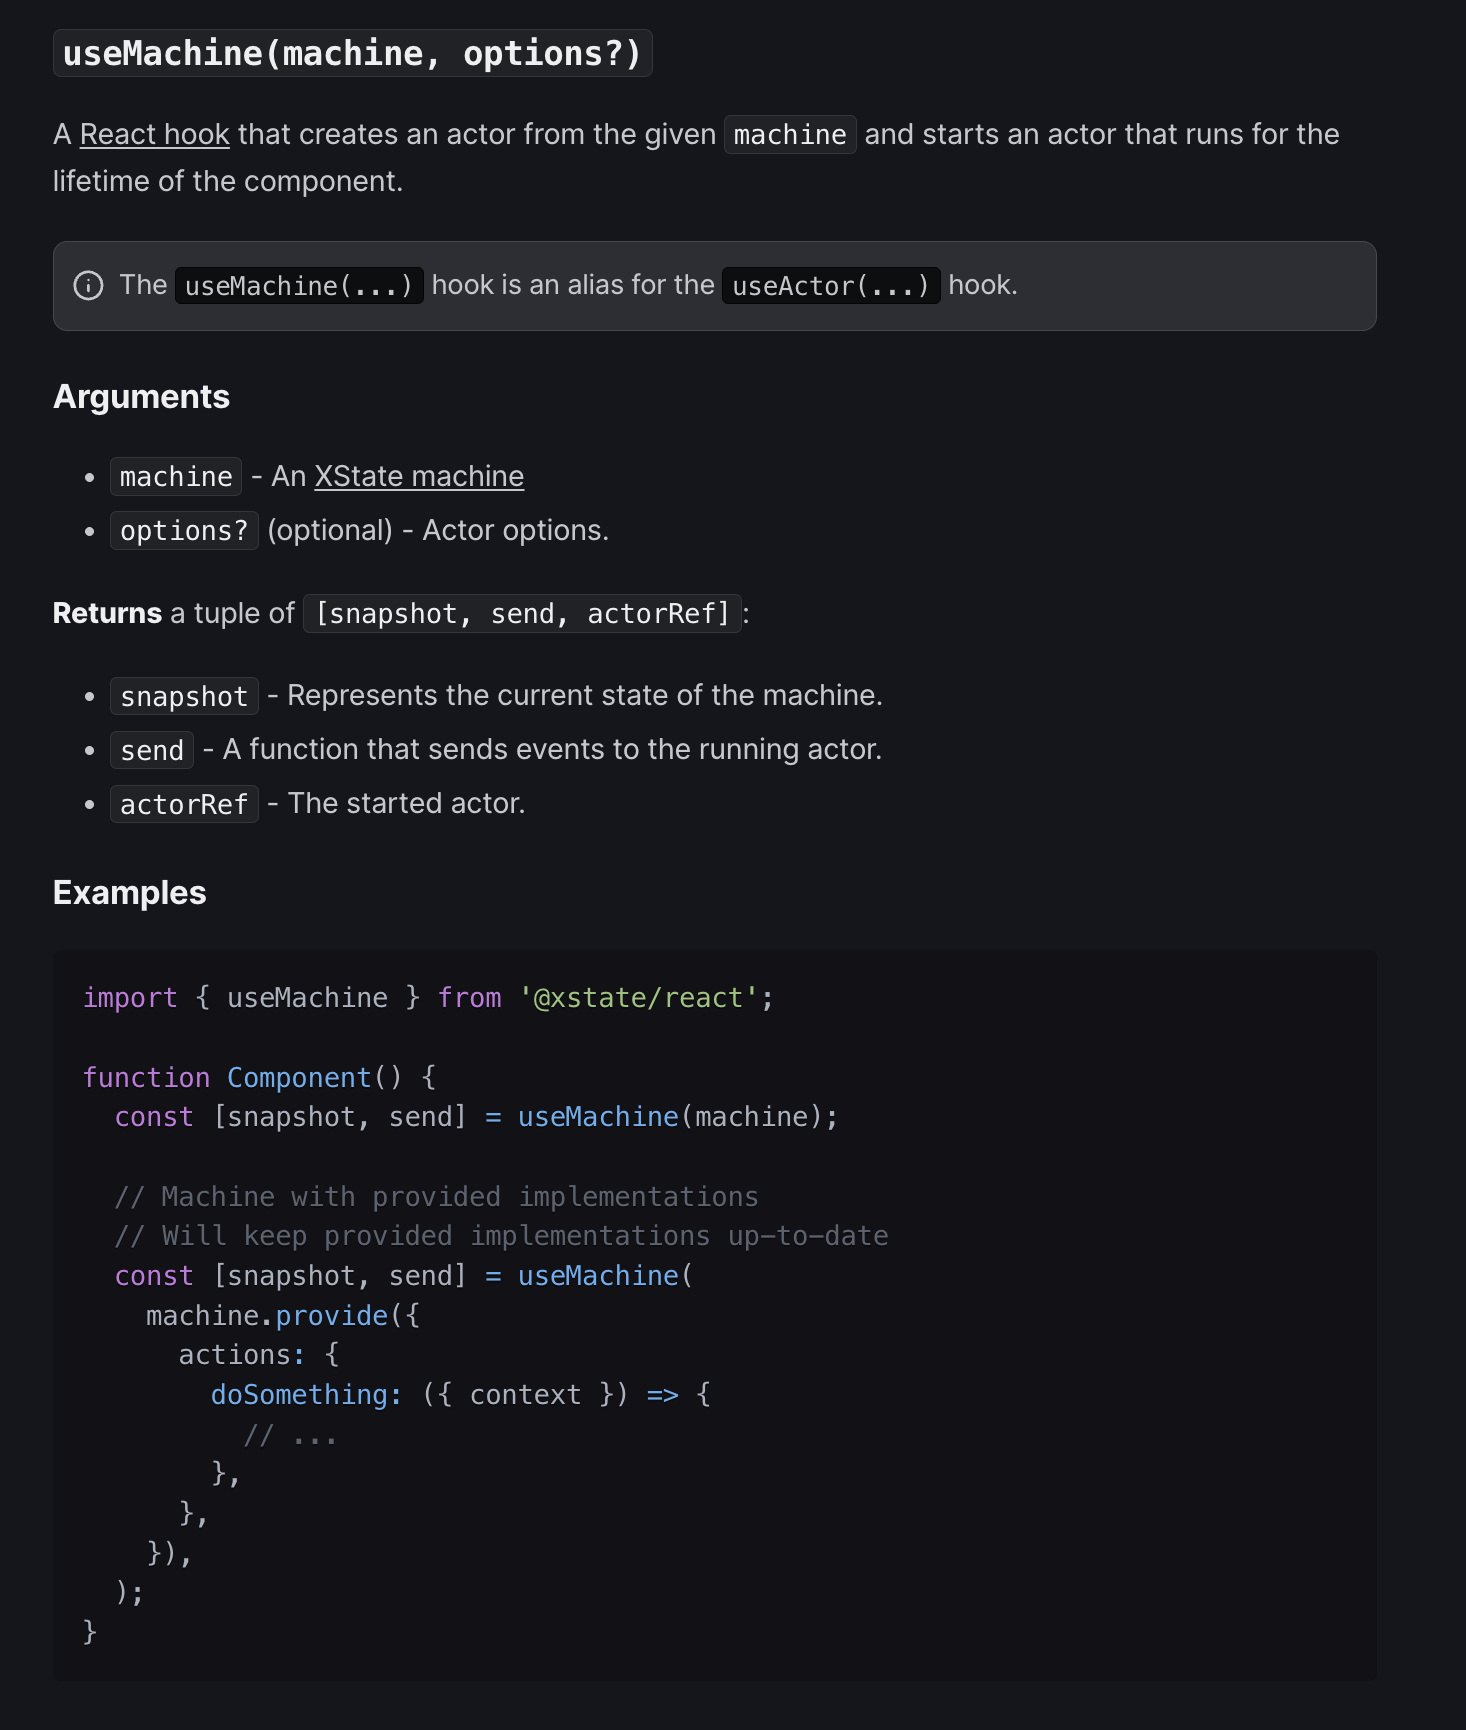 useMachine(machine, options?)
A React hook that creates an actor from the given machine and starts an actor that runs for the
lifetime of the component.
The useMachine(...) hook is an alias for the useActor(...) hook.
Arguments
• machine - An XState machine
• options? (optional) - Actor options.
Returns a tuple of [snapshot, send, actorRef]:
• snapshot - Represents the current state of the machine.
• send - A function that sends events to the running actor.
• actorRef - The started actor.
Examples
import { useMachine } from '@xstate/react';
function Component() {
  const [snapshot, send] = useMachine(machine);
  // Machine with provided implementations
  // Will keep provided implementations up-to-date
  const [snapshot, send] = useMachine(
    machine.provide({
      actions: {
        doSomething: ({ context }) => {
          // ...
        },
      },
    }),
  );
}